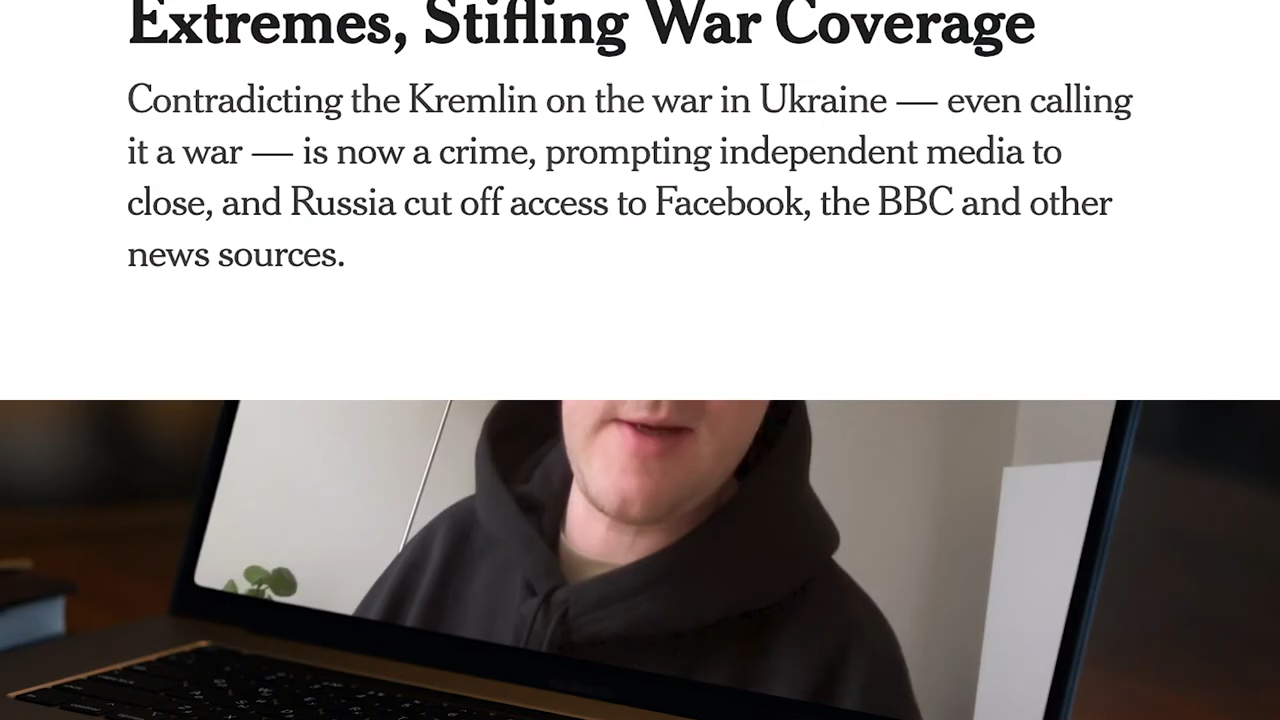 Extremes, Stifling War Coverage
Contradicting the Kremlin on the war in Ukraine — even calling
it a war — is now a crime, prompting independent media to
close, and Russia cut off access to Facebook, the BBC and other
news sources.